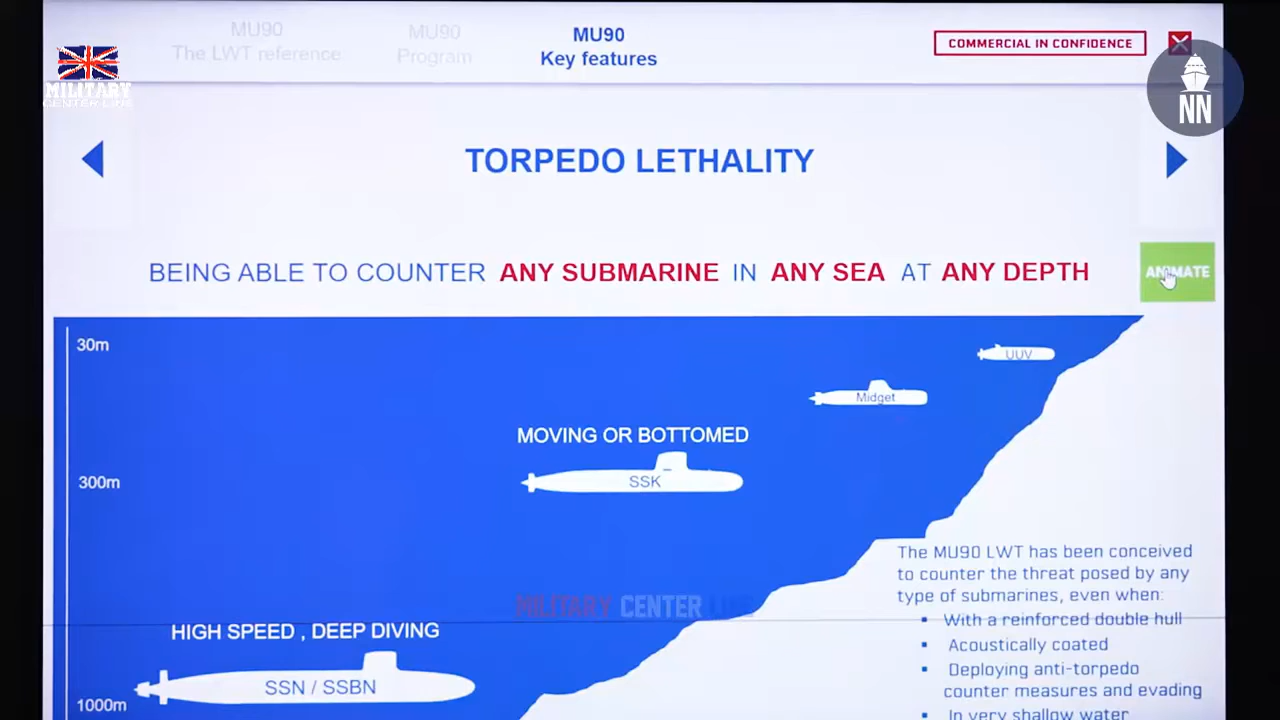 MU90
The LWT reference
MU90
Program
MU90
Key features
COMMERCIAL IN CONFIDENCE
MILITARY
CENTER LINE
NN
TORPEDO LETHALITY
BEING ABLE TO COUNTER ANY SUBMARINE IN ANY SEA AT ANY DEPTH
ANIMATE
30m
UUV
Midget
MOVING OR BOTTOMED
SSK
300m
The MU90 LWT has been conceived
to counter the threat posed by any
type of submarines, even when:
▪ With a reinforced double hull
▪ Acoustically coated
▪ Deploying anti-torpedo
counter measures and evading
▪ In very shallow water
MILITARY CENTER LINE
HIGH SPEED , DEEP DIVING
SSN / SSBN
1000m